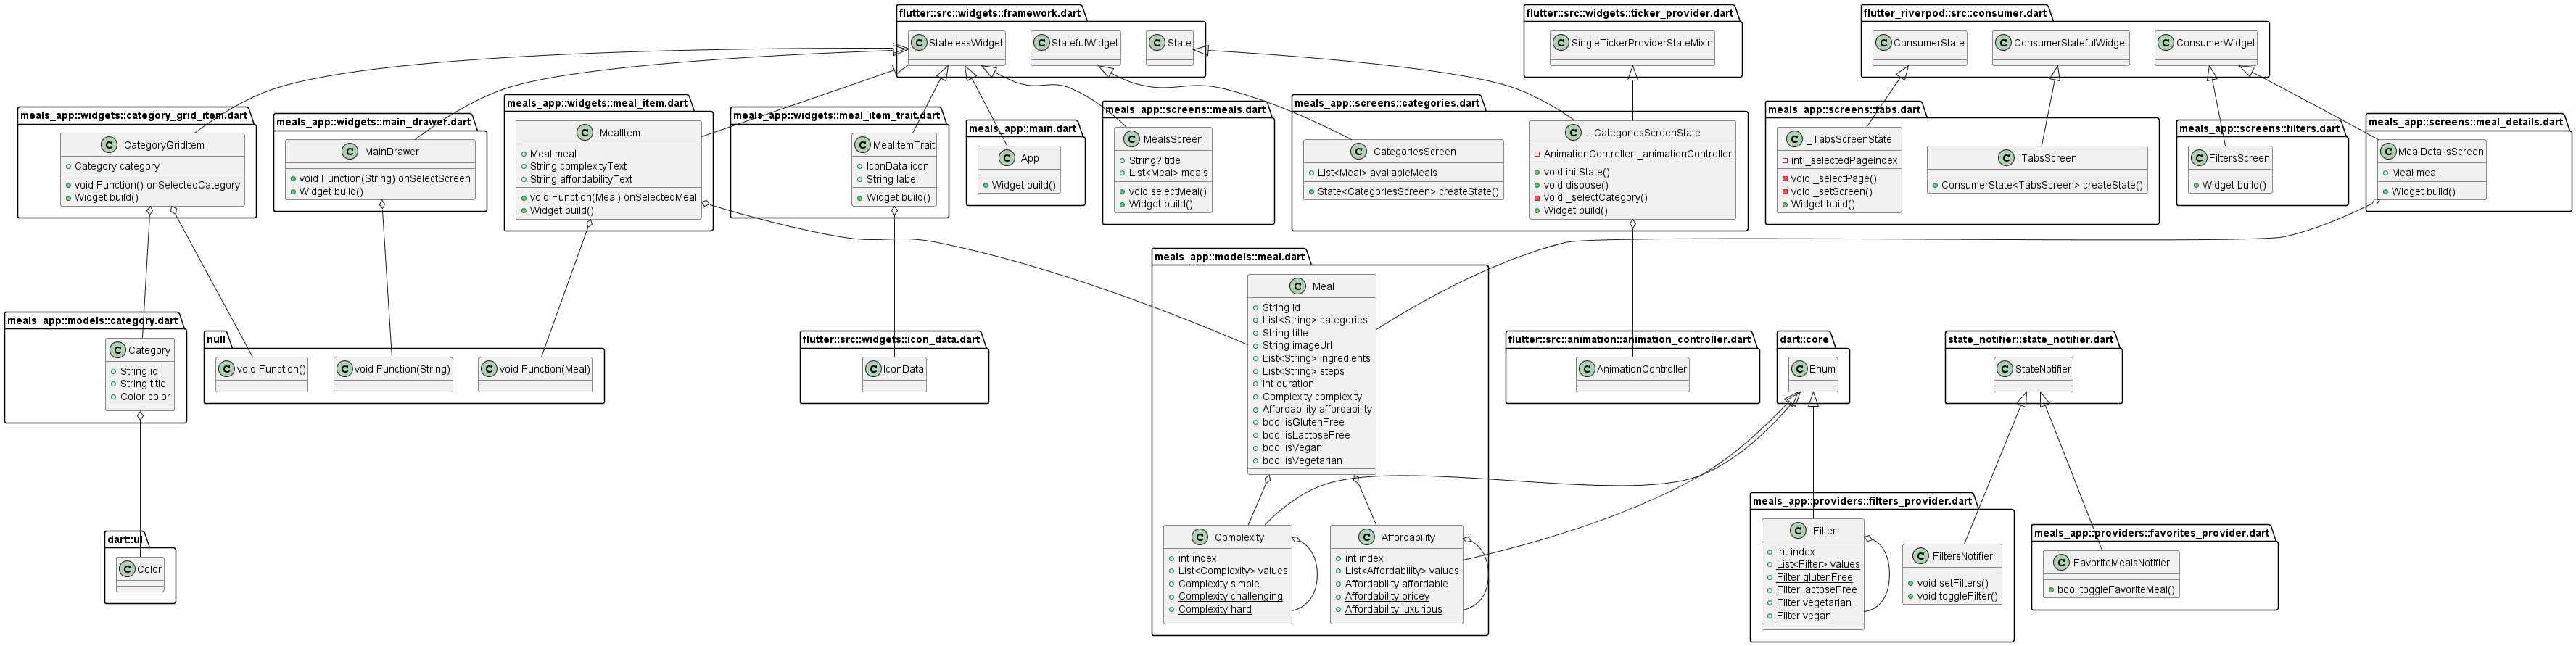 flutter::src::widgets::framework.dart
StatelessWidget
StatefulWidget
State
flutter::src::widgets::ticker_provider.dart
SingleTickerProviderStateMixin
flutter_riverpod::src::consumer.dart
ConsumerState
ConsumerStatefulWidget
ConsumerWidget
meals_app::widgets::category_grid_item.dart
CategoryGridItem
Category category
void Function() onSelectedCategory
Widget build()
meals_app::widgets::main_drawer.dart
MainDrawer
void Function(String) onSelectScreen
Widget build()
meals_app::widgets::meal_item.dart
MealItem
Meal meal
String complexityText
String affordabilityText
void Function(Meal) onSelectedMeal
Widget build()
meals_app::widgets::meal_item_trait.dart
MealItemTrait
IconData icon
String label
Widget build()
meals_app::main.dart
App
Widget build()
meals_app::screens::meals.dart
MealsScreen
String? title
List<Meal> meals
void selectMeal()
Widget build()
meals_app::screens::categories.dart
CategoriesScreen
List<Meal> availableMeals
State<CategoriesScreen> createState()
_CategoriesScreenState
AnimationController _animationController
void initState()
void dispose()
void _selectCategory()
Widget build()
meals_app::screens::tabs.dart
_TabsScreenState
int _selectedPageIndex
void _selectPage()
void _setScreen()
Widget build()
TabsScreen
ConsumerState<TabsScreen> createState()
meals_app::screens::filters.dart
FiltersScreen
Widget build()
meals_app::screens::meal_details.dart
MealDetailsScreen
Meal meal
Widget build()
meals_app::models::category.dart
Category
String id
String title
Color color
null
void Function()
void Function(String)
void Function(Meal)
flutter::src::widgets::icon_data.dart
IconData
meals_app::models::meal.dart
Meal
String id
List<String> categories
String title
String imageUrl
List<String> ingredients
List<String> steps
int duration
Complexity complexity
Affordability affordability
bool isGlutenFree
bool isLactoseFree
bool isVegan
bool isVegetarian
Complexity
int index
List<Complexity> values
Complexity simple
Complexity challenging
Complexity hard
Affordability
int index
List<Affordability> values
Affordability affordable
Affordability pricey
Affordability luxurious
flutter::src::animation::animation_controller.dart
AnimationController
dart::core
Enum
state_notifier::state_notifier.dart
StateNotifier
dart::ui
Color
meals_app::providers::filters_provider.dart
Filter
int index
List<Filter> values
Filter glutenFree
Filter lactoseFree
Filter vegetarian
Filter vegan
FiltersNotifier
void setFilters()
void toggleFilter()
meals_app::providers::favorites_provider.dart
FavoriteMealsNotifier
bool toggleFavoriteMeal()